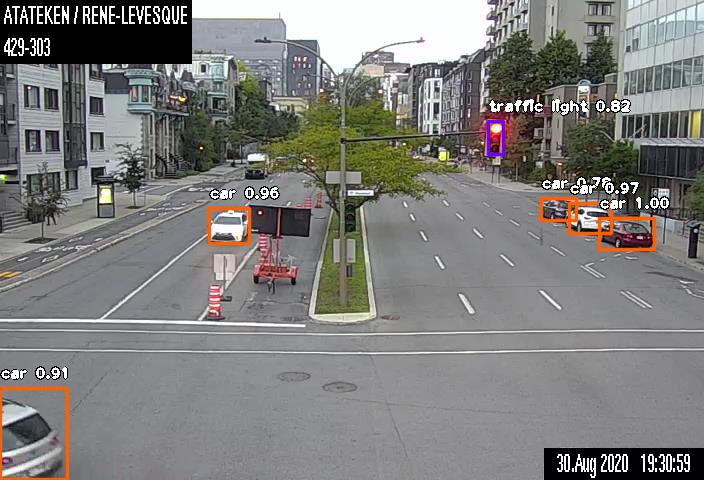 ATATEKEN / RENE-LEVESQUE
429-303
traffic light 0.82
car 0.76
car 0.97
car 1.00
car 0.96
car 0.91
30.Aug 2020 19:30:59